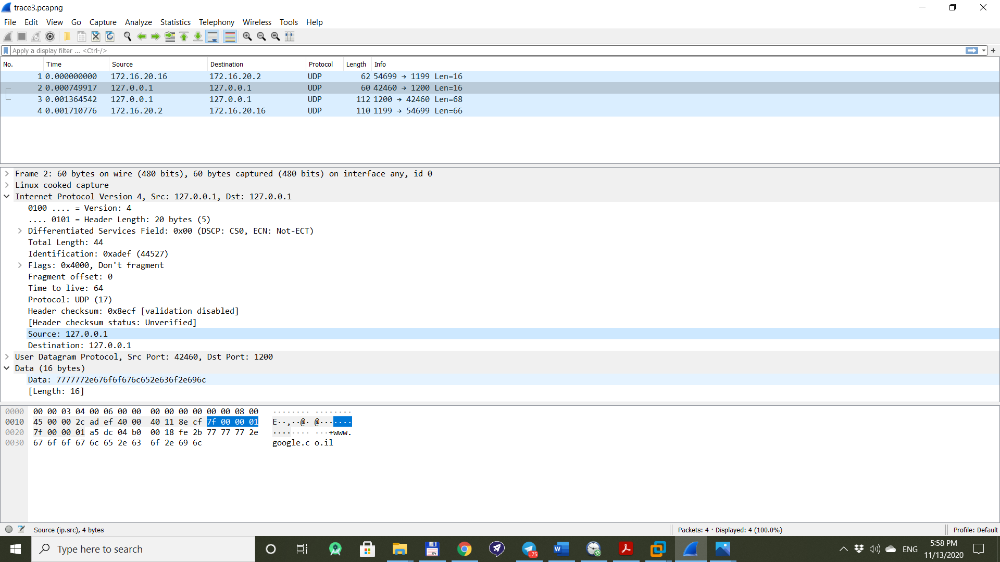 trace3.pcapng
File Edit View Go Capture Analyze Statistics Telephony Wireless Tools Help
Apply a display filter ... <Ctrl-/>
No. Time Source Destination Protocol Length Info
1 0.000000000 172.16.20.16 172.16.20.2 UDP 62 54699 → 1199 Len=16
2 0.000749917 127.0.0.1 127.0.0.1 UDP 60 42460 → 1200 Len=16
3 0.001364542 127.0.0.1 127.0.0.1 UDP 112 1200 → 42460 Len=68
4 0.001710776 172.16.20.2 172.16.20.16 UDP 110 1199 → 54699 Len=66
Frame 2: 60 bytes on wire (480 bits), 60 bytes captured (480 bits) on interface any, id 0
Linux cooked capture
Internet Protocol Version 4, Src: 127.0.0.1, Dst: 127.0.0.1
0100 .... = Version: 4
.... 0101 = Header Length: 20 bytes (5)
Differentiated Services Field: 0x00 (DSCP: CS0, ECN: Not-ECT)
Total Length: 44
Identification: 0xadef (44527)
Flags: 0x4000, Don't fragment
Fragment offset: 0
Time to live: 64
Protocol: UDP (17)
Header checksum: 0x8ecf [validation disabled]
[Header checksum status: Unverified]
Source: 127.0.0.1
Destination: 127.0.0.1
User Datagram Protocol, Src Port: 42460, Dst Port: 1200
Data (16 bytes)
Data: 7777772e676f6f676c652e636f2e696c
[Length: 16]
0000 00 00 03 04 00 06 00 00 00 00 00 00 00 00 08 00 ········ ········
0010 45 00 00 2c ad ef 40 00 40 11 8e cf 7f 00 00 01 E··,··@· @·······
0020 7f 00 00 01 a5 dc 04 b0 00 18 fe 2b 77 77 77 2e ········ ···+www.
0030 67 6f 6f 67 6c 65 2e 63 6f 2e 69 6c google.c o.il
Source (ip.src), 4 bytes
Packets: 4 · Displayed: 4 (100.0%)
Profile: Default
Type here to search
64
..75
ENG
5:58 PM
11/13/2020